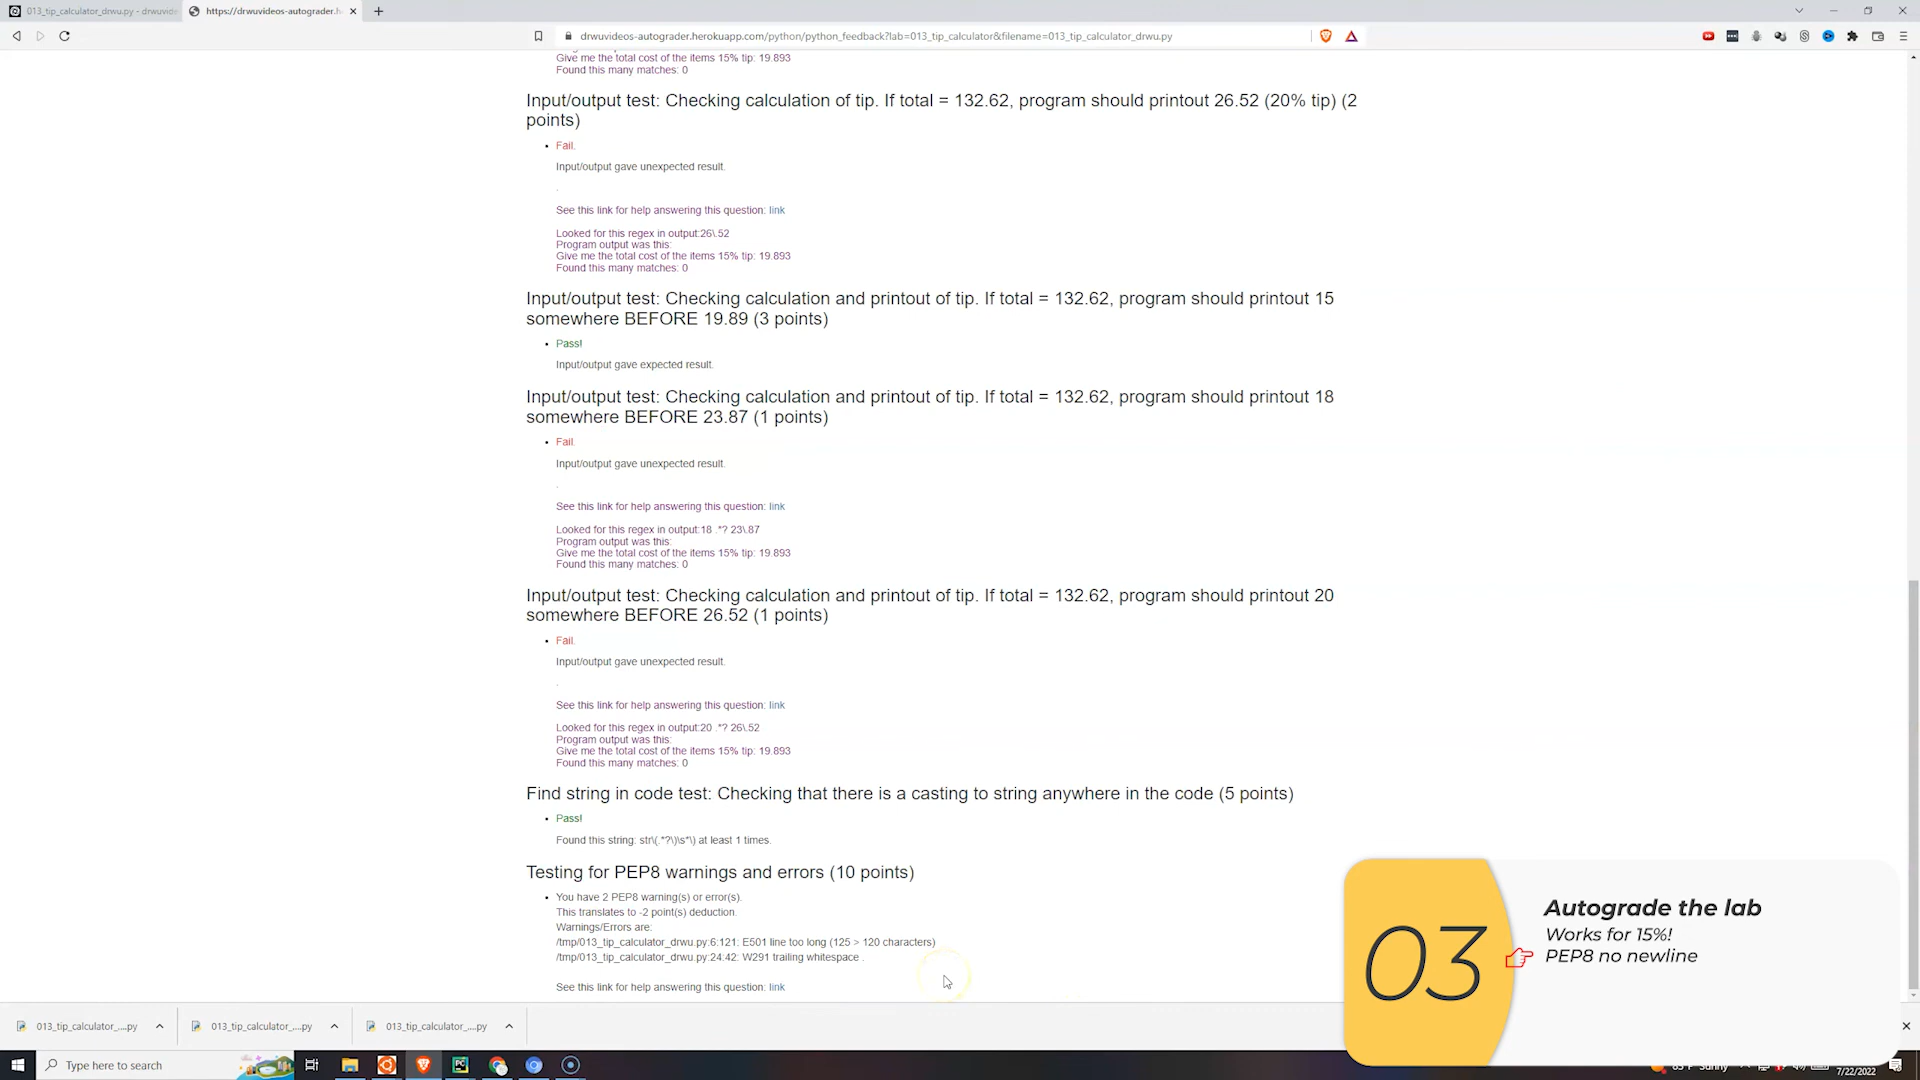 013_tip_calculator_drwu.py - drwuvid
https://drwuvideos-autograder.h
drwuvideos-autograder.herokuapp.com/python/python_feedback?lab=013_tip_calculator&filename=013_tip_calculator_drwu.py
Give me the total cost of the items 15% tip: 19.893
Found this many matches: 0
Input/output test: Checking calculation of tip. If total = 132.62, program should printout 26.52 (20% tip) (2
points)
Fail.
Input/output gave unexpected result.
.
See this link for help answering this question: link
Looked for this regex in output:26\.52
Program output was this:
Give me the total cost of the items 15% tip: 19.893
Found this many matches: 0
Input/output test: Checking calculation and printout of tip. If total = 132.62, program should printout 15
somewhere BEFORE 19.89 (3 points)
Pass!
Input/output gave expected result.
Input/output test: Checking calculation and printout of tip. If total = 132.62, program should printout 18
somewhere BEFORE 23.87 (1 points)
Fail.
Input/output gave unexpected result.
.
See this link for help answering this question: link
Looked for this regex in output:18 .*? 23\.87
Program output was this:
Give me the total cost of the items 15% tip: 19.893
Found this many matches: 0
Input/output test: Checking calculation and printout of tip. If total = 132.62, program should printout 20
somewhere BEFORE 26.52 (1 points)
Fail.
Input/output gave unexpected result.
.
See this link for help answering this question: link
Looked for this regex in output:20 .*? 26\.52
Program output was this:
Give me the total cost of the items 15% tip: 19.893
Found this many matches: 0
Find string in code test: Checking that there is a casting to string anywhere in the code (5 points)
Pass!
Found this string: str\(.*?\)\s*\) at least 1 times.
Testing for PEP8 warnings and errors (10 points)
You have 2 PEP8 warning(s) or error(s).
This translates to -2 point(s) deduction.
Warnings/Errors are:
/tmp/013_tip_calculator_drwu.py:6:121: E501 line too long (125 > 120 characters)
/tmp/013_tip_calculator_drwu.py:24:42: W291 trailing whitespace .
See this link for help answering this question: link
03
Autograde the lab
Works for 15%!
PEP8 no newline
013_tip_calculator_....py
013_tip_calculator_....py
013_tip_calculator_....py
Type here to search
7/22/2022